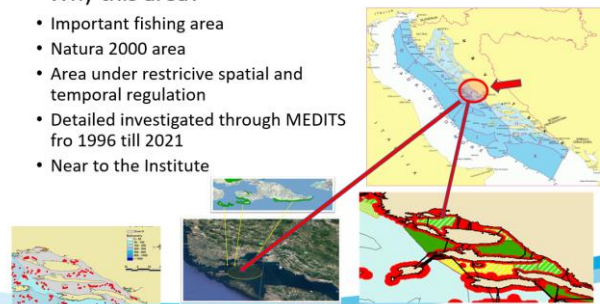 Why this area?
• Important fishing area
• Natura 2000 area
• Area under restricive spatial and
temporal regulation
• Detailed investigated through MEDITS
fro 1996 till 2021
• Near to the Institute